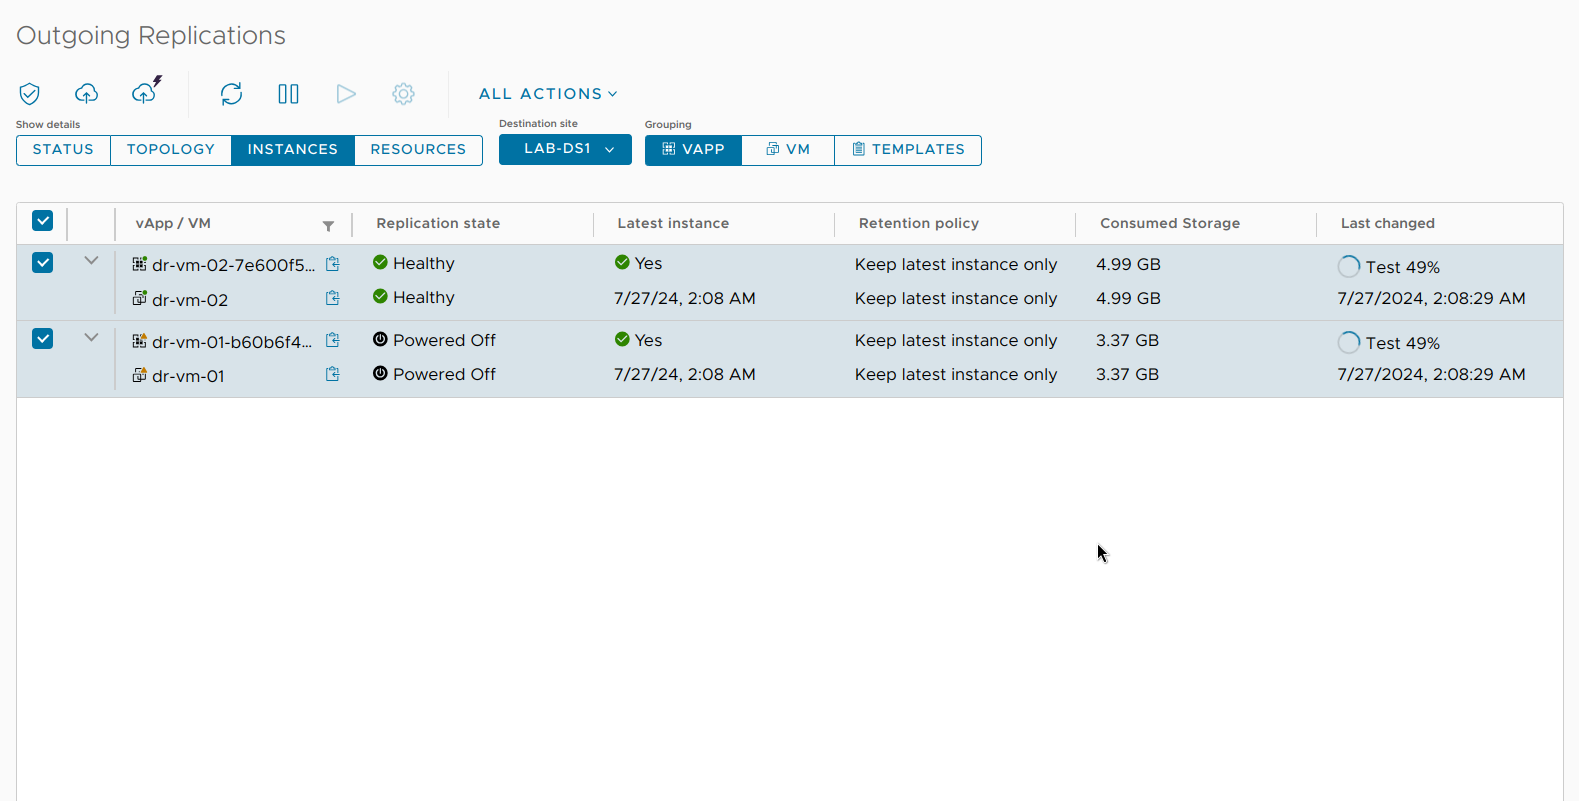 Outgoing Replications
ALL ACTIONS
Show details
Destination site
Grouping
STATUS TOPOLOGY INSTANCES RESOURCES LAB-DS1 VAPP VM TEMPLATES
vApp / VM Replication state Latest instance Retention policy Consumed Storage Last changed
dr-vm-02-7e600f5... Healthy Yes Keep latest instance only 4.99 GB Test 49%
dr-vm-02 Healthy 7/27/24, 2:08 AM Keep latest instance only 4.99 GB 7/27/2024, 2:08:29 AM
dr-vm-01-b60b6f4... Powered Off Yes Keep latest instance only 3.37 GB Test 49%
dr-vm-01 Powered Off 7/27/24, 2:08 AM Keep latest instance only 3.37 GB 7/27/2024, 2:08:29 AM